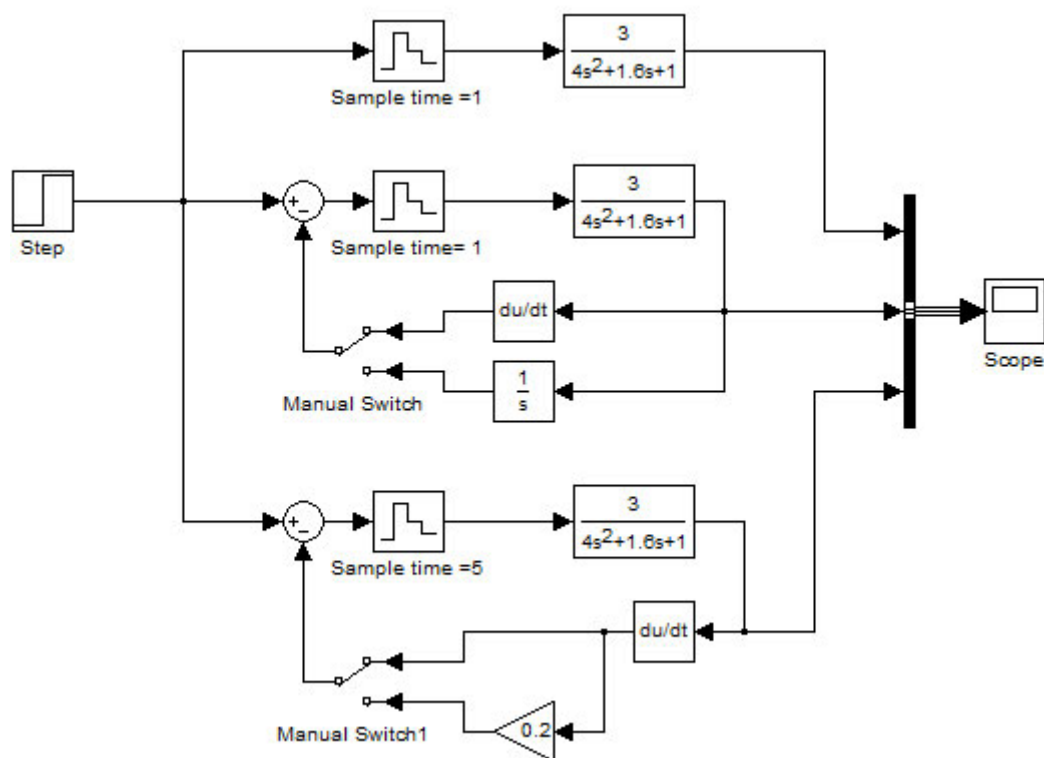 3
4s²+1.6s+1
Sample time =1
Step
3
4s²+1.6s+1
Sample time= 1
du/dt
1
s
Manual Switch
Scope
3
4s²+1.6s+1
Sample time =5
du/dt
0.2
Manual Switch1